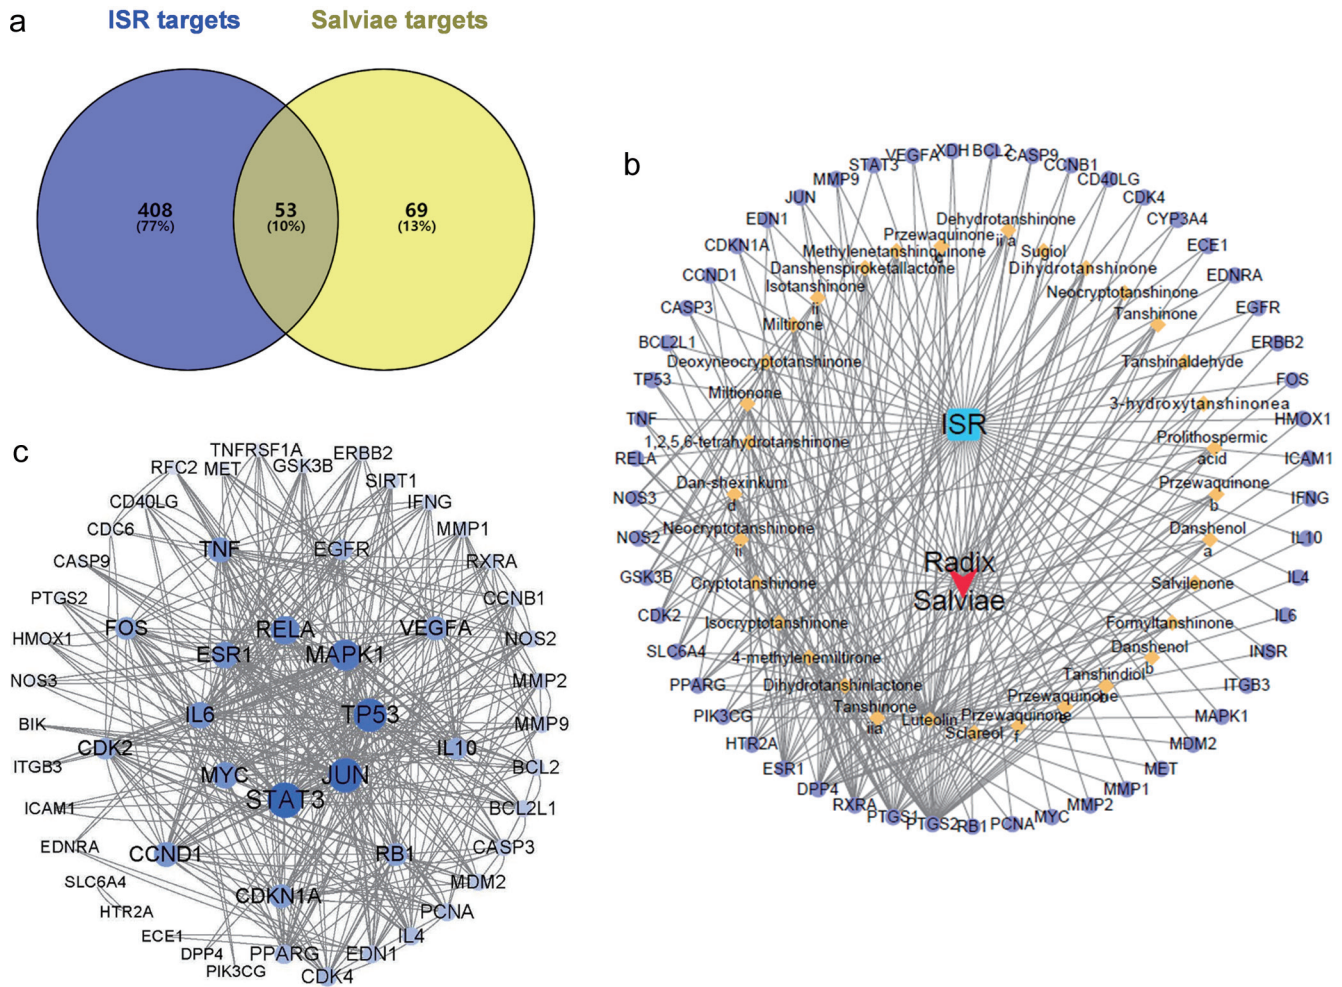 a
ISR targets
Salviae targets
408
(77%)
53
(10%)
69
(13%)
b
XDH
BCL2
CASP9
CCNB1
CD40LG
CDK4
CYP3A4
ECE1
EDNRA
EGFR
ERBB2
FOS
HMOX1
ICAM1
IFNG
IL10
IL4
IL6
INSR
ITGB3
MAPK1
MDM2
MET
MMP1
MMP2
MYC
PCNA
RB1
PTGS2
PTGS1
RXRA
DPP4
ESR1
HTR2A
PIK3CG
PPARG
SLC6A4
CDK2
GSK3B
NOS2
NOS3
RELA
TNF
TP53
BCL2L1
CASP3
CCND1
CDKN1A
EDN1
JUN
MMP9
STAT3
VEGFA
Dehydrotanshinone
ii a
Sugiol
Dihydrotanshinone
Neocryptotanshinone
Tanshinone
Tanshinaldehyde
3-hydroxytanshinonea
Prolithospermic
acid
Przewaquinone
b
Danshenol
a
Salvilenone
Formyltanshinone
Danshenol
b
Tanshindiol
b
Przewaquinone
Przewaquinone
f
Sclareol
Luteolin
Tanshinone
iia
Dihydrotanshinlactone
4-methylenemiltirone
Isocryptotanshinone
Cryptotanshinone
Neocryptotanshinone
ii
Dan-shexinkum
d
1,2,5,6-tetrahydrotanshinone
Miltionone
Deoxyneocryptotanshinone
Miltirone
Isotanshinone
ii
Danshenspiroketallactone
Methylenetanshinquinone
Przewaquinone
ISR
Radix
Salviae
c
TNFRSF1A
GSK3B
ERBB2
SIRT1
IFNG
MMP1
RXRA
CCNB1
NOS2
MMP2
MMP9
BCL2
BCL2L1
CASP3
MDM2
PCNA
IL4
EDN1
CDK4
PPARG
PIK3CG
DPP4
ECE1
HTR2A
SLC6A4
EDNRA
ICAM1
ITGB3
BIK
NOS3
HMOX1
PTGS2
CASP9
CDC6
CD40LG
RFC2
MET
TNF
EGFR
FOS
RELA
VEGFA
ESR1
MAPK1
IL6
TP53
CDK2
IL10
MYC
JUN
STAT3
CCND1
RB1
CDKN1A